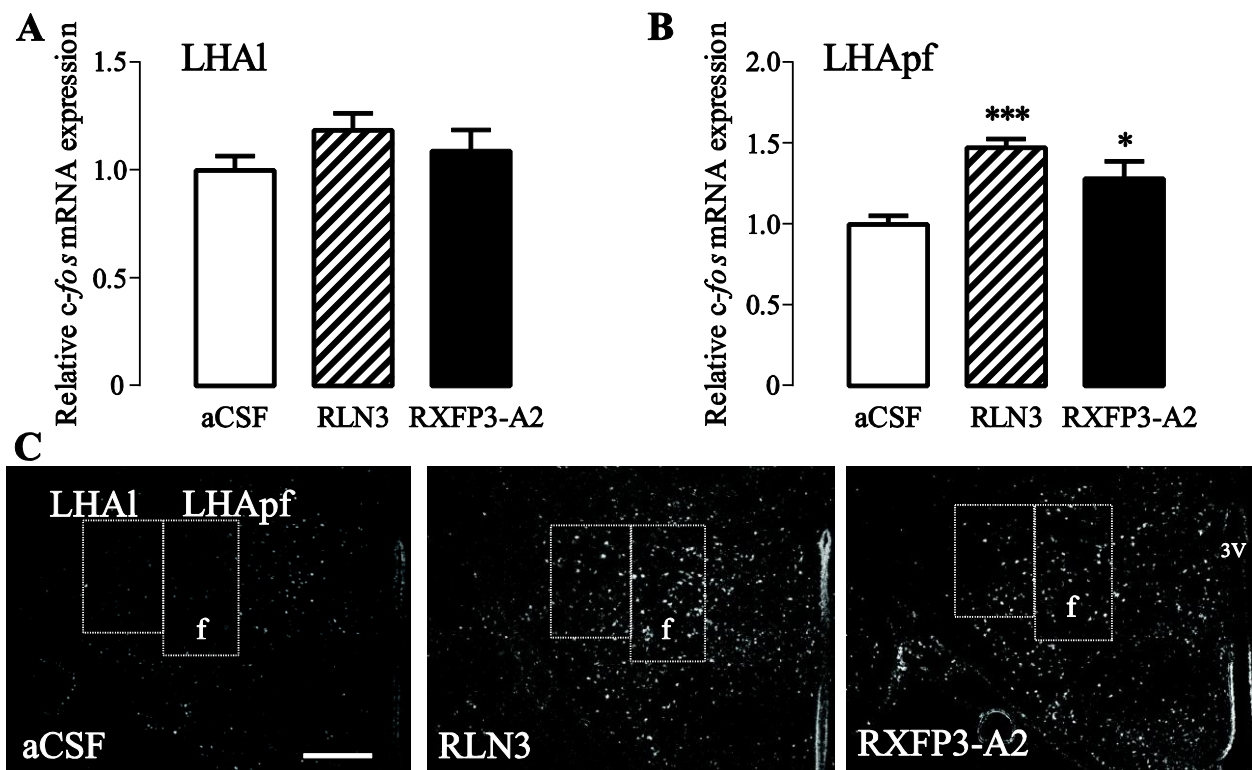 A
LHAl
Relative c-fos mRNA expression
1.5
1.0
0.5
0
aCSF RLN3 RXFP3-A2
B
LHApf
Relative c-fos mRNA expression
2.0
1.5
1.0
0.5
0
***
*
aCSF RLN3 RXFP3-A2
C
LHAl LHApf
f
aCSF
f
RLN3
3V
f
RXFP3-A2